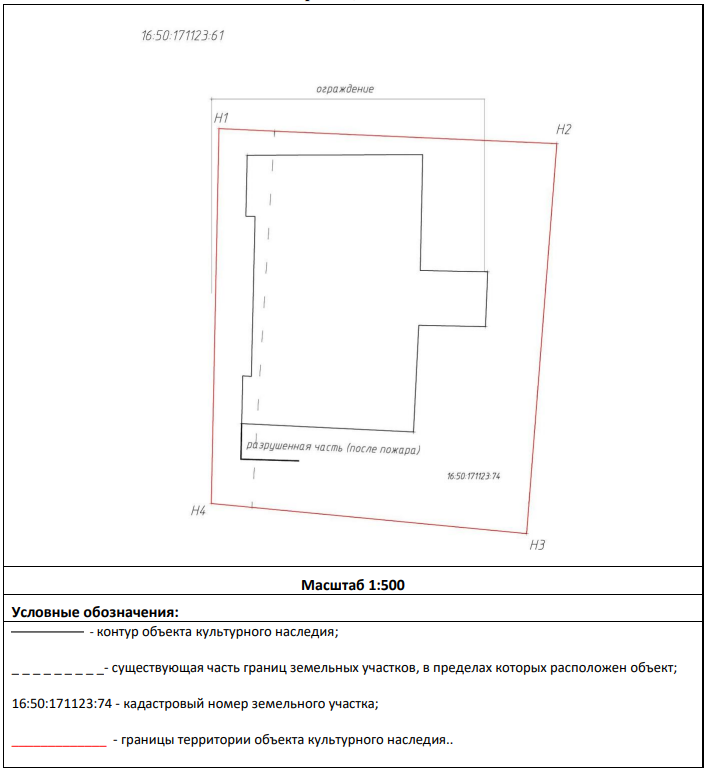 16:50:171123:61
ограждение
Н1
Н2
разрушенная часть (после пожара)
16:50:171123:74
Н4
Н3
Масштаб 1:500
Условные обозначения:
- контур объекта культурного наследия;
- существующая часть границ земельных участков, в пределах которых расположен объект;
16:50:171123:74 - кадастровый номер земельного участка;
- границы территории объекта культурного наследия..